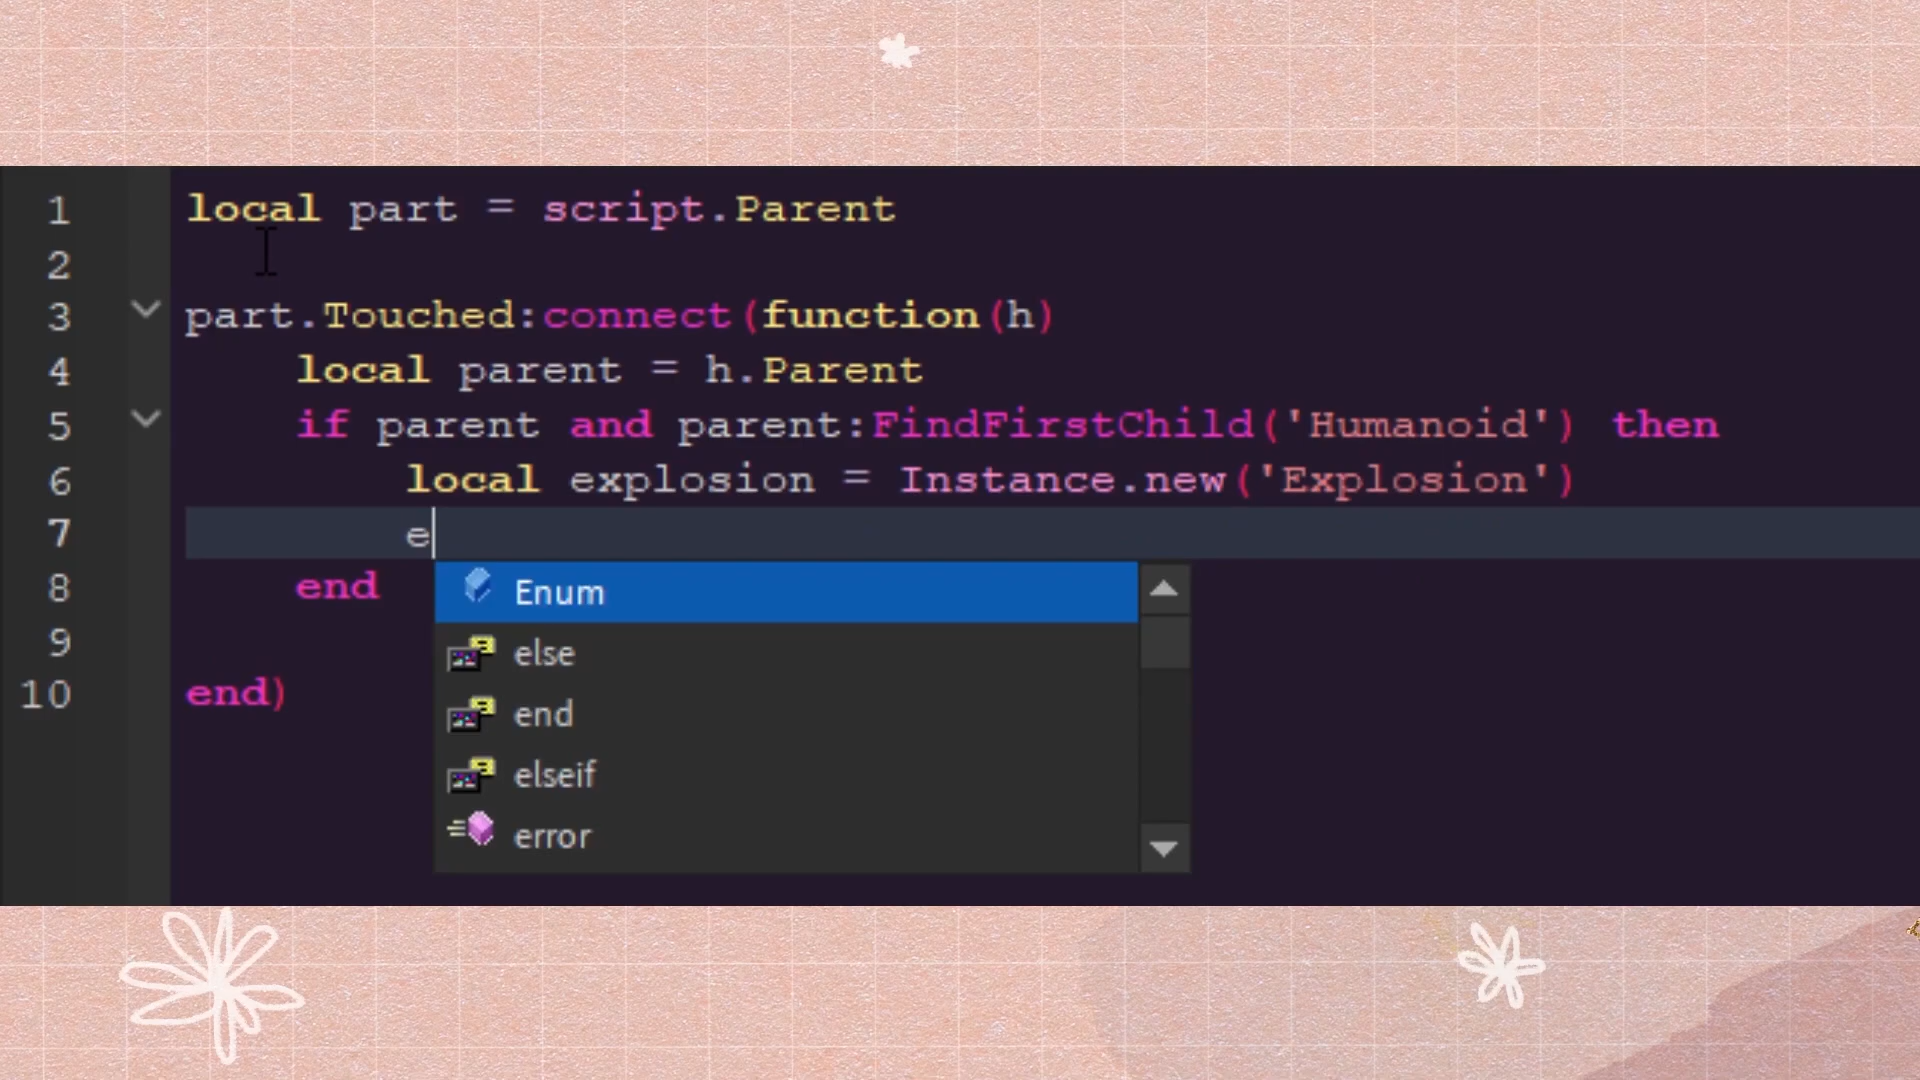 1 local part = script.Parent
2
3 part.Touched:connect(function(h)
4 local parent = h.Parent
5 if parent and parent:FindFirstChild('Humanoid') then
6 local explosion = Instance.new('Explosion')
7 e
8 end
9
10 end)
Enum
else
end
elseif
error